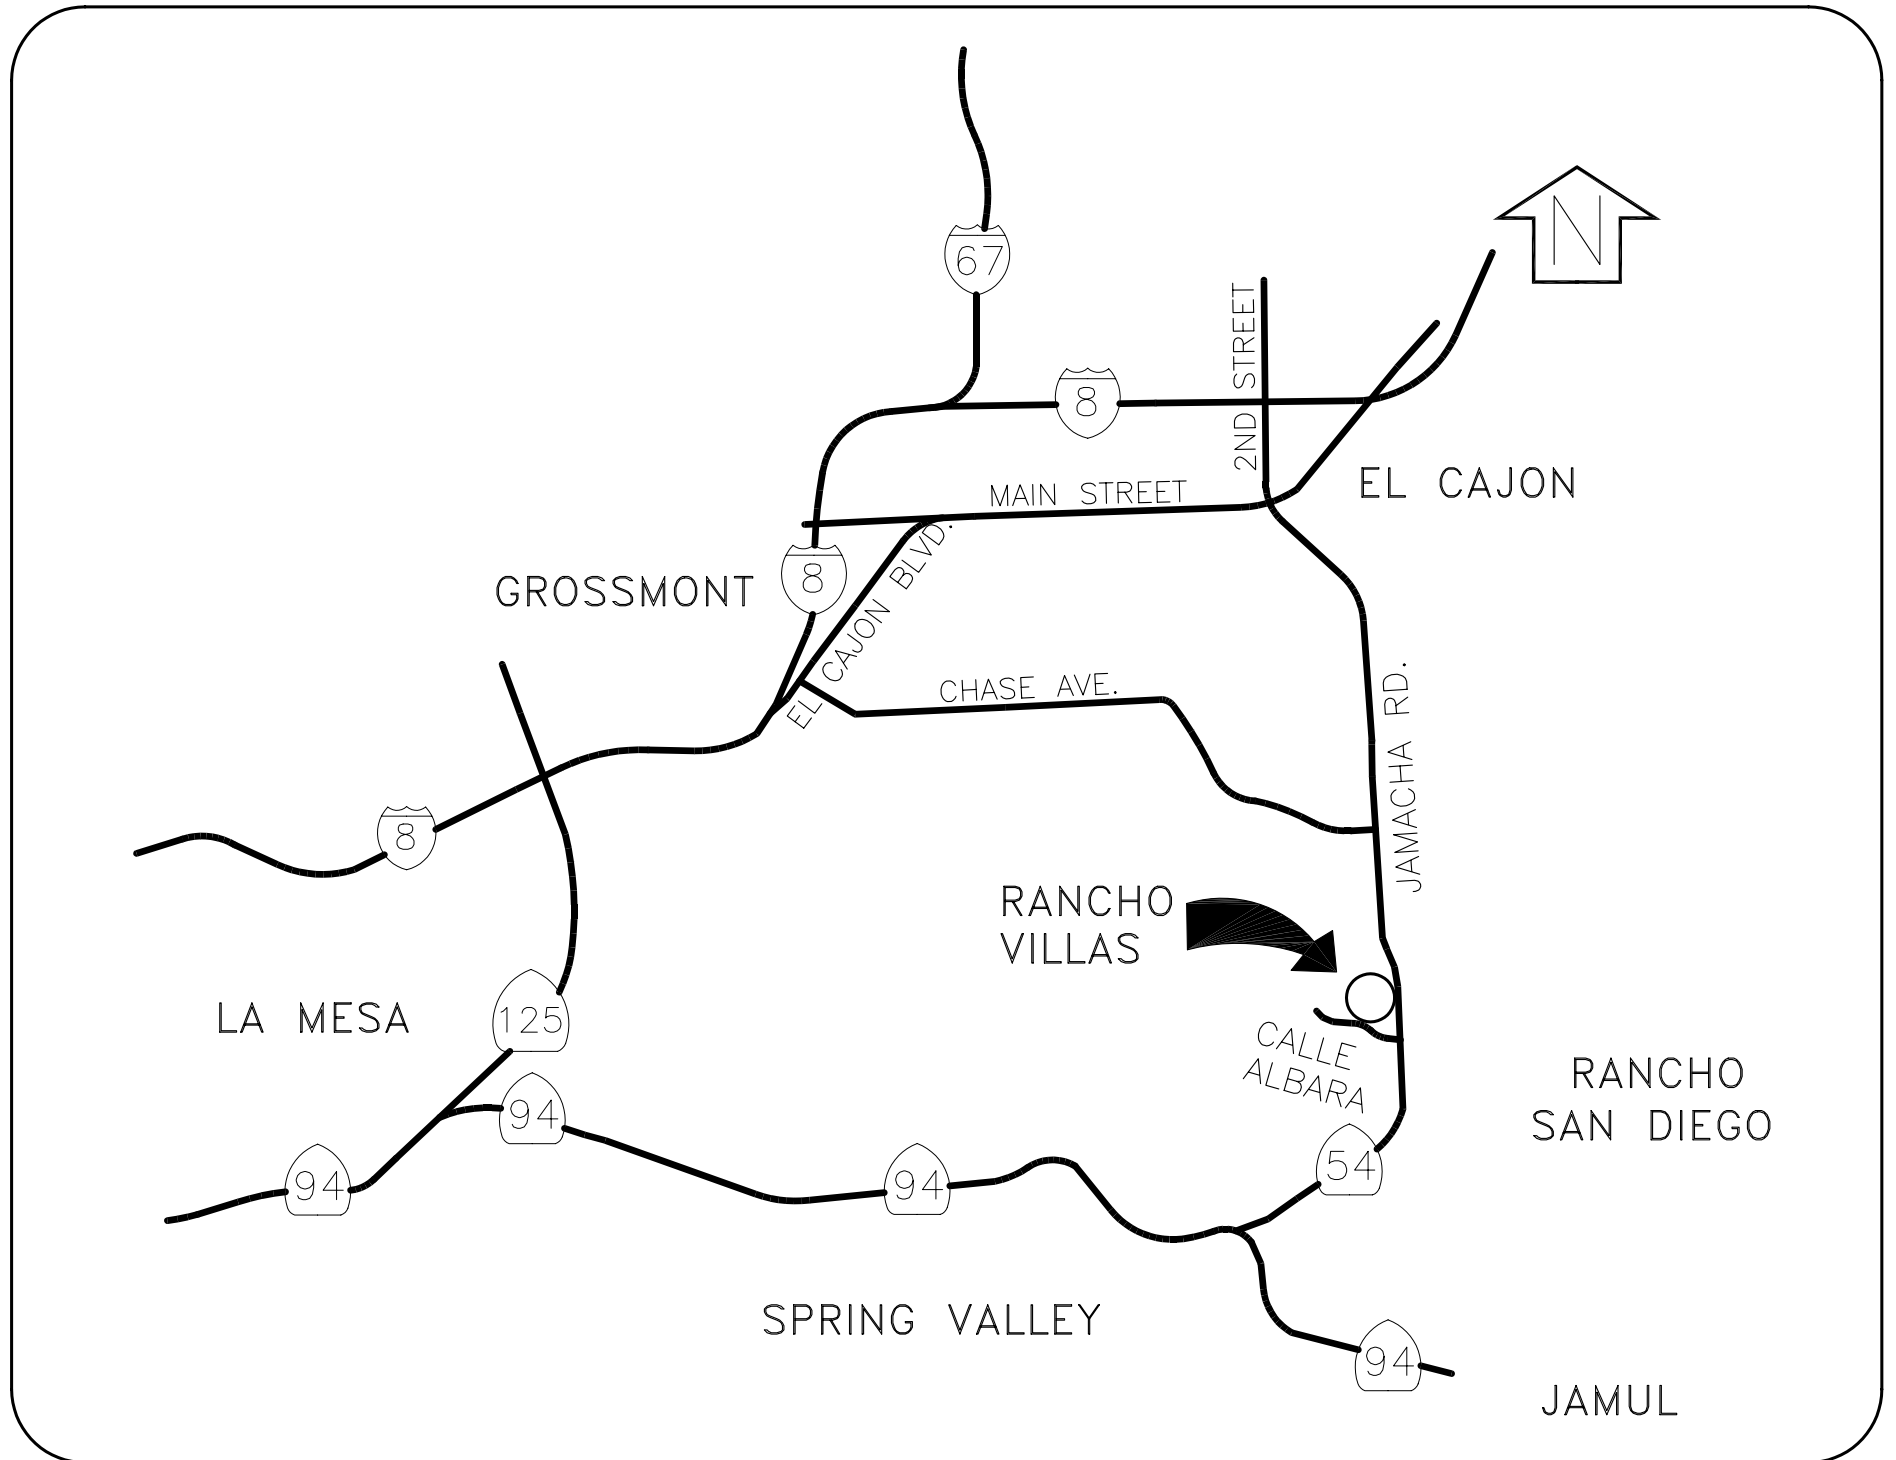 N
67
2ND STREET
8
EL CAJON
MAIN STREET
8
GROSSMONT
EL CAJON BLVD.
CHASE AVE.
JAMACHA RD.
8
RANCHO
VILLAS
LA MESA
125
CALLE
ALBARA
RANCHO
SAN DIEGO
94
94
94
54
SPRING VALLEY
94
JAMUL